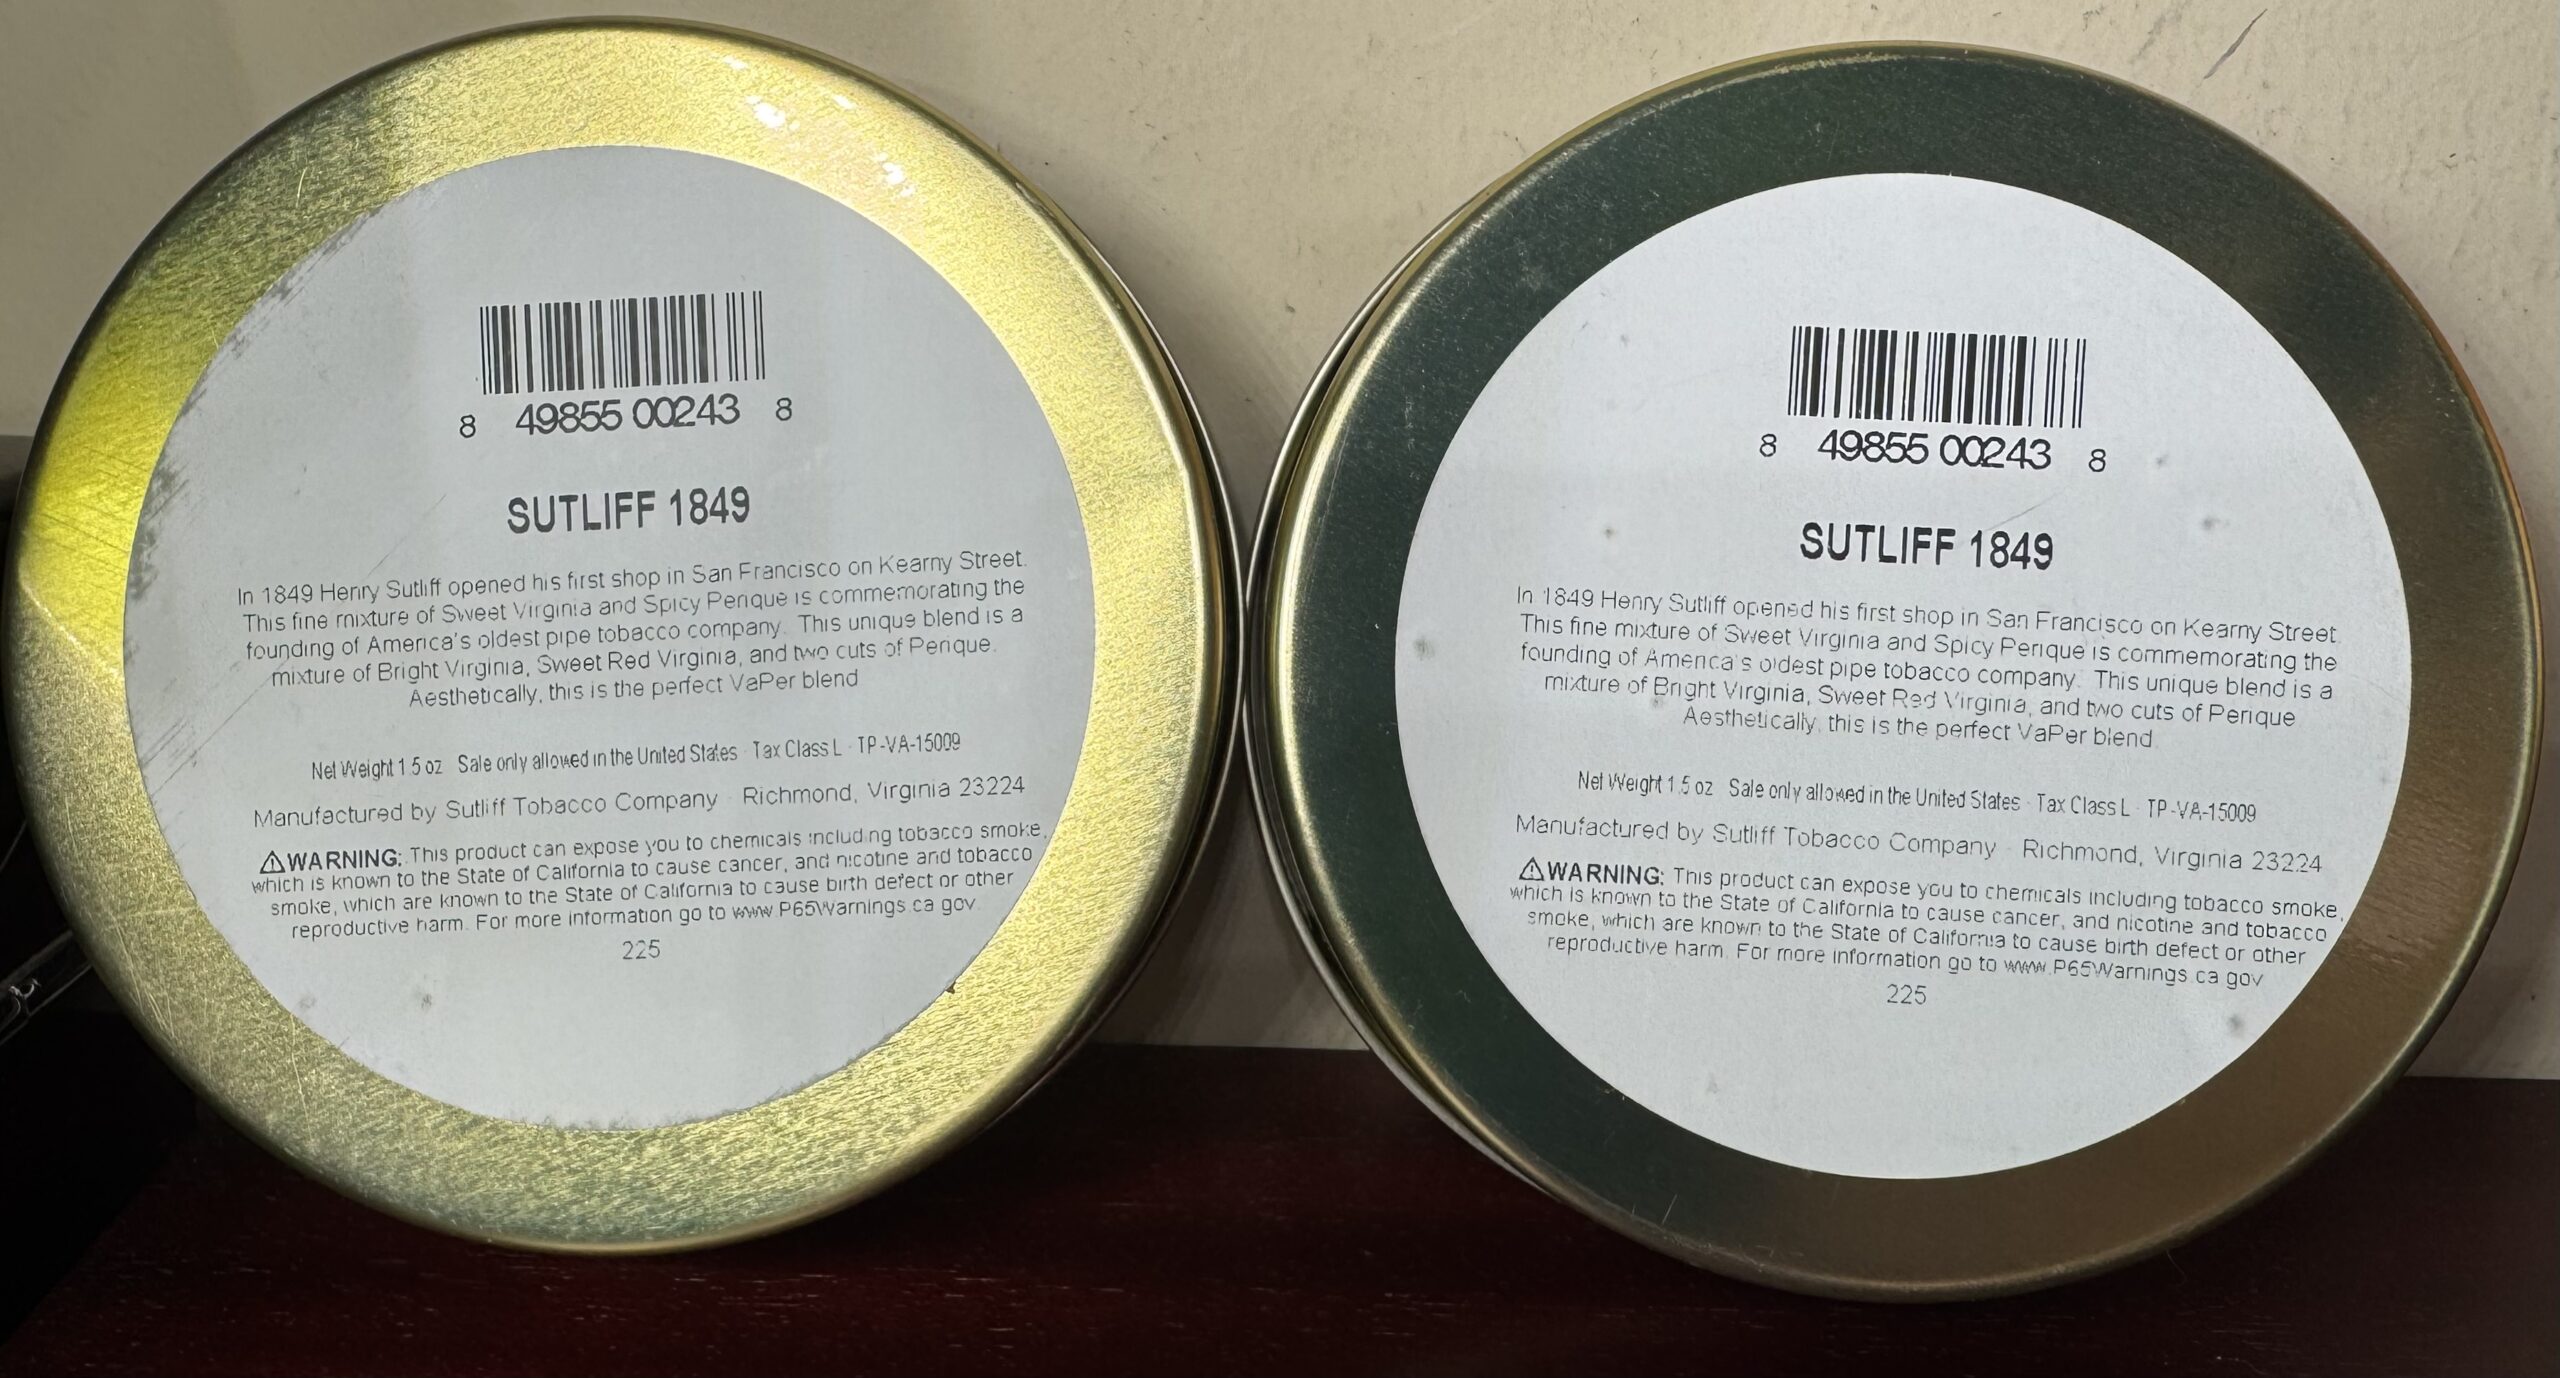 8 49855 00243 8
SUTLIFF 1849
In 1849 Henry Sutliff opened his first shop in San Francisco on Kearny Street.
This fine mixture of Sweet Virginia and Spicy Perique is commemorating the
founding of America's oldest pipe tobacco company. This unique blend is a
mixture of Bright Virginia, Sweet Red Virginia, and two cuts of Perique.
Aesthetically, this is the perfect VaPer blend
Net Weight 1.5 oz Sale only allowed in the United States · Tax Class L · TP-VA-15009
Manufactured by Sutliff Tobacco Company · Richmond, Virginia 23224
⚠WARNING: This product can expose you to chemicals including tobacco smoke,
which is known to the State of California to cause cancer, and nicotine and tobacco
smoke, which are known to the State of California to cause birth defect or other
reproductive harm. For more information go to www.P65Warnings.ca.gov.
225
8 49855 00243 8
SUTLIFF 1849
In 1849 Henry Sutliff opened his first shop in San Francisco on Kearny Street.
This fine mixture of Sweet Virginia and Spicy Perique is commemorating the
founding of America's oldest pipe tobacco company. This unique blend is a
mixture of Bright Virginia, Sweet Red Virginia, and two cuts of Perique
Aesthetically, this is the perfect VaPer blend
Net Weight 1.5 oz Sale only allowed in the United States · Tax Class L · TP-VA-15009
Manufactured by Sutliff Tobacco Company · Richmond, Virginia 23224
⚠WARNING: This product can expose you to chemicals including tobacco smoke,
which is known to the State of California to cause cancer, and nicotine and tobacco
smoke, which are known to the State of California to cause birth defect or other
reproductive harm. For more information go to www.P65Warnings.ca.gov
225